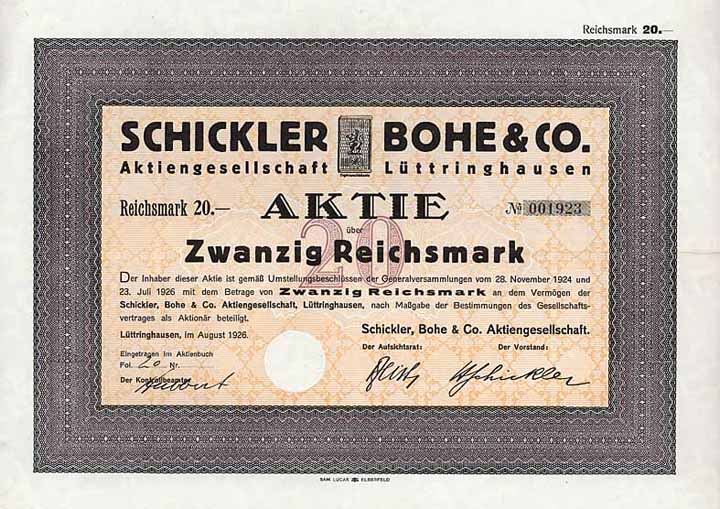 Reichsmark 20.—
SCHICKLER BOHE & CO.
Aktiengesellschaft Lüttringhausen
Reichsmark 20.— AKTIE № 001923
über
20
Zwanzig Reichsmark
Der Inhaber dieser Aktie ist gemäß Umstellungsbeschlüssen der Generalversammlungen vom 28. November 1924 und
23. Juli 1926 mit dem Betrage von Zwanzig Reichsmark an dem Vermögen der
Schickler, Bohe & Co. Aktiengesellschaft, Lüttringhausen, nach Maßgabe der Bestimmungen des Gesellschafts-
vertrages als Aktionär beteiligt.
Lüttringhausen, im August 1926.
Schickler, Bohe & Co. Aktiengesellschaft.
Der Aufsichtsrat: Der Vorstand:
Eingetragen im Aktienbuch
Fol. Nr.
Der Kontrollbeamte
Schickler
SAM LUCAS ELBERFELD